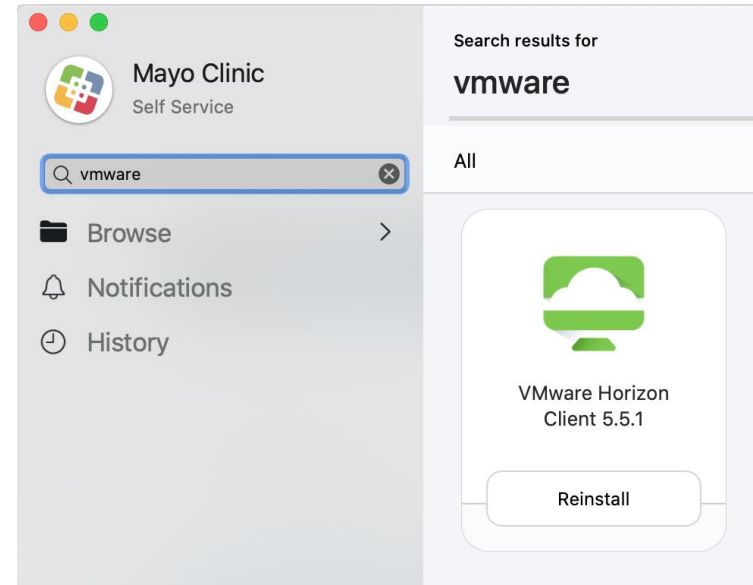 Mayo Clinic
Self Service
vmware
Browse
Notifications
History
Search results for
vmware
All
VMware Horizon
Client 5.5.1
Reinstall